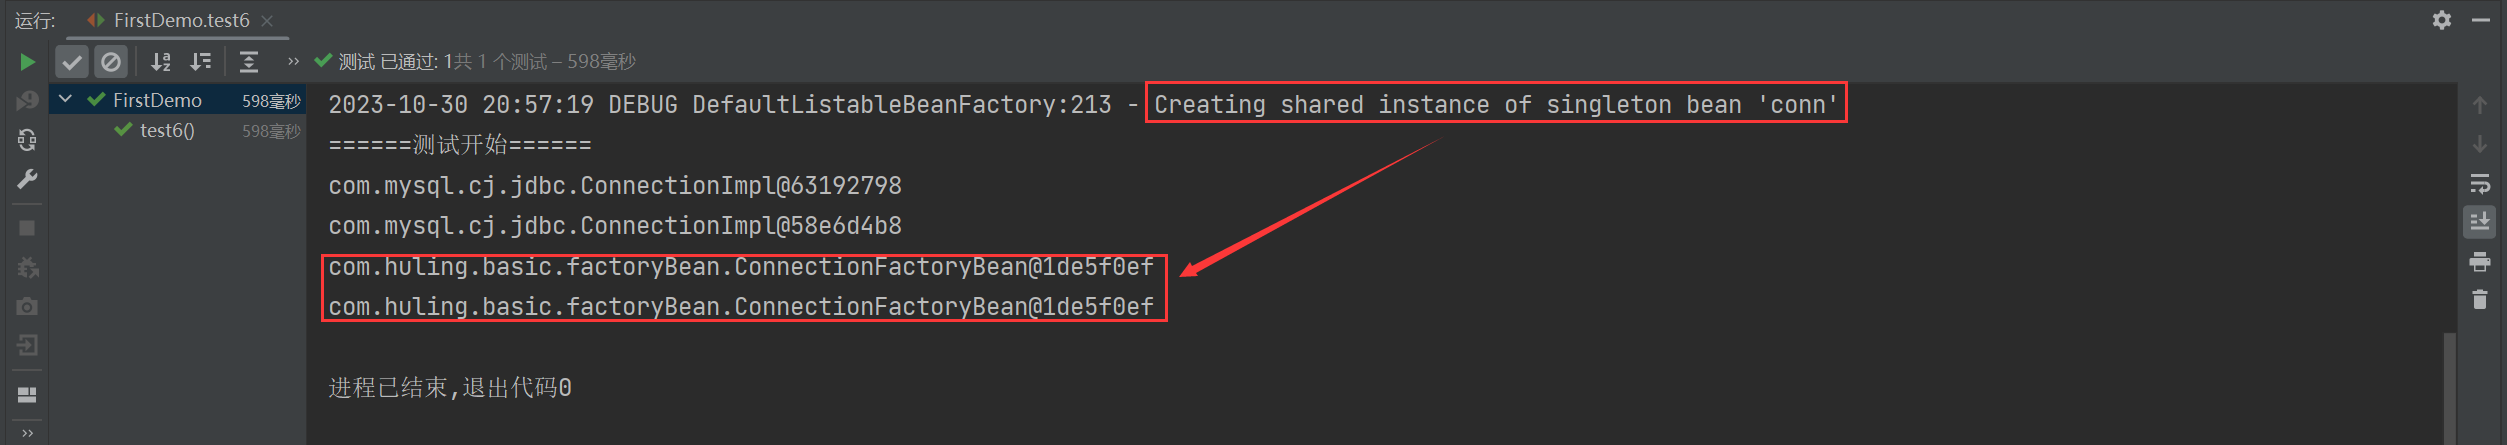 运行: FirstDemo.test6
测试 已通过: 1共 1 个测试 – 598毫秒
FirstDemo 598毫秒
test6() 598毫秒
2023-10-30 20:57:19 DEBUG DefaultListableBeanFactory:213 - Creating shared instance of singleton bean 'conn'
======测试开始======
com.mysql.cj.jdbc.ConnectionImpl@63192798
com.mysql.cj.jdbc.ConnectionImpl@58e6d4b8
com.huling.basic.factoryBean.ConnectionFactoryBean@1de5f0ef
com.huling.basic.factoryBean.ConnectionFactoryBean@1de5f0ef
进程已结束,退出代码0